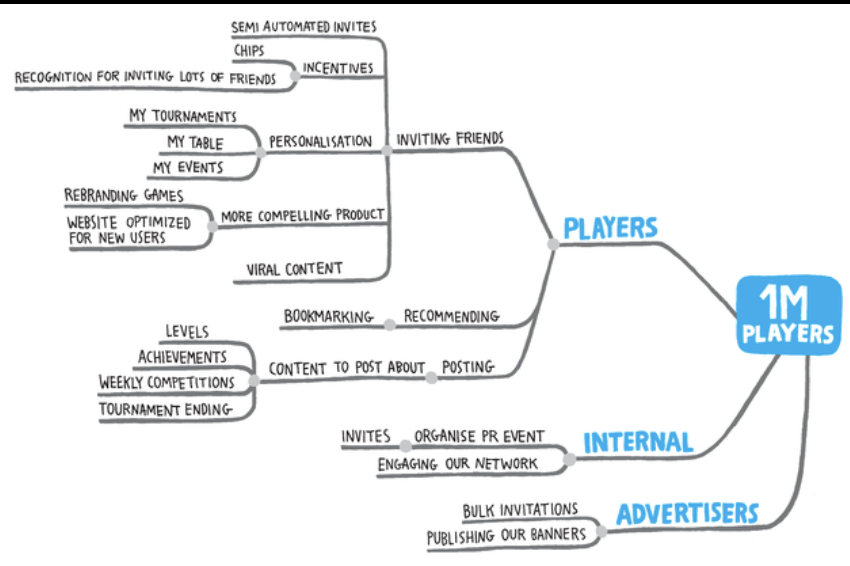 SEMI AUTOMATED INVITES
CHIPS
INCENTIVES
RECOGNITION FOR INVITING LOTS OF FRIENDS
MY TOURNAMENTS
MY TABLE
MY EVENTS
PERSONALISATION
INVITING FRIENDS
REBRANDING GAMES
WEBSITE OPTIMIZED
FOR NEW USERS
MORE COMPELLING PRODUCT
VIRAL CONTENT
PLAYERS
1M
PLAYERS
BOOKMARKING
RECOMMENDING
LEVELS
ACHIEVEMENTS
WEEKLY COMPETITIONS
TOURNAMENT ENDING
CONTENT TO POST ABOUT
POSTING
INVITES
ORGANISE PR EVENT
ENGAGING OUR NETWORK
INTERNAL
BULK INVITATIONS
PUBLISHING OUR BANNERS
ADVERTISERS